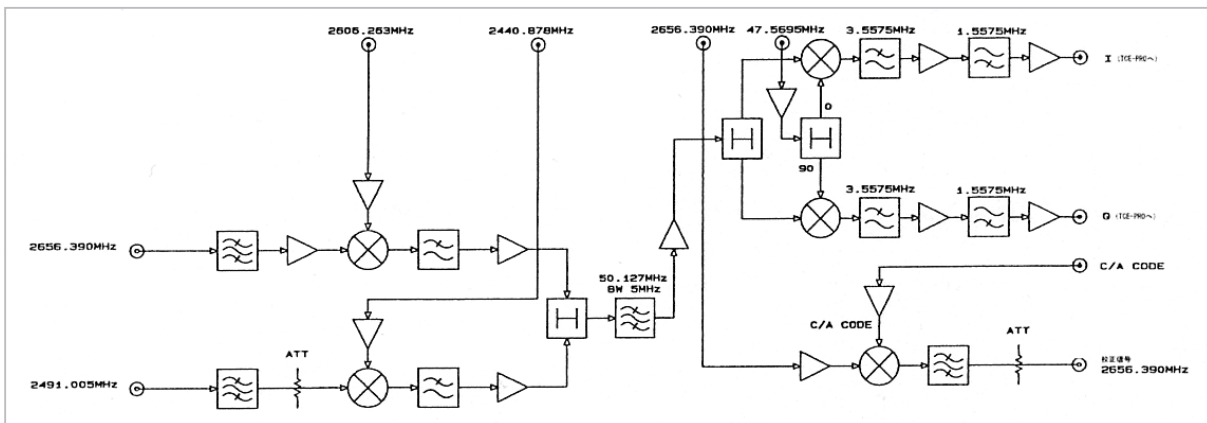 2606.263MHz
2440.878MHz
2656.390MHz
47.5695MHz
3.5575MHz
1.5575MHz
I (TCE-PROへ)
0
90
3.5575MHz
1.5575MHz
Q (TCE-PROへ)
2656.390MHz
50.127MHz
BW 5MHz
C/A CODE
C/A CODE
ATT
ATT
2491.005MHz
校正信号
2656.390MHz